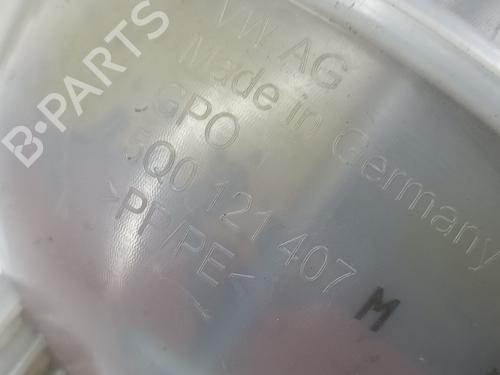 VW AG
Made in Germany
GPO
5Q0 121 407 M
>PP/PE<
B-PARTS